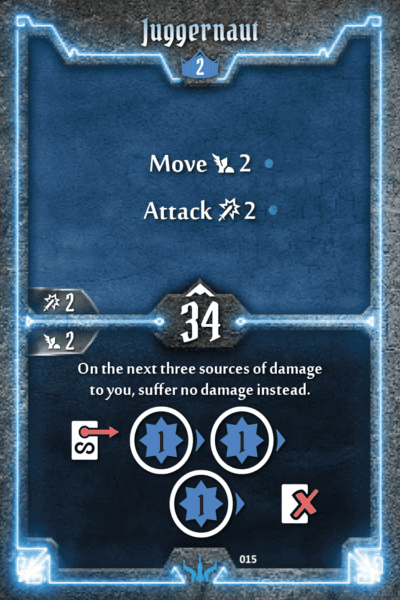 Juggernaut
2
Move 2
Attack 2
2
34
2
On the next three sources of damage
to you, suffer no damage instead.
S
1 1
1
015